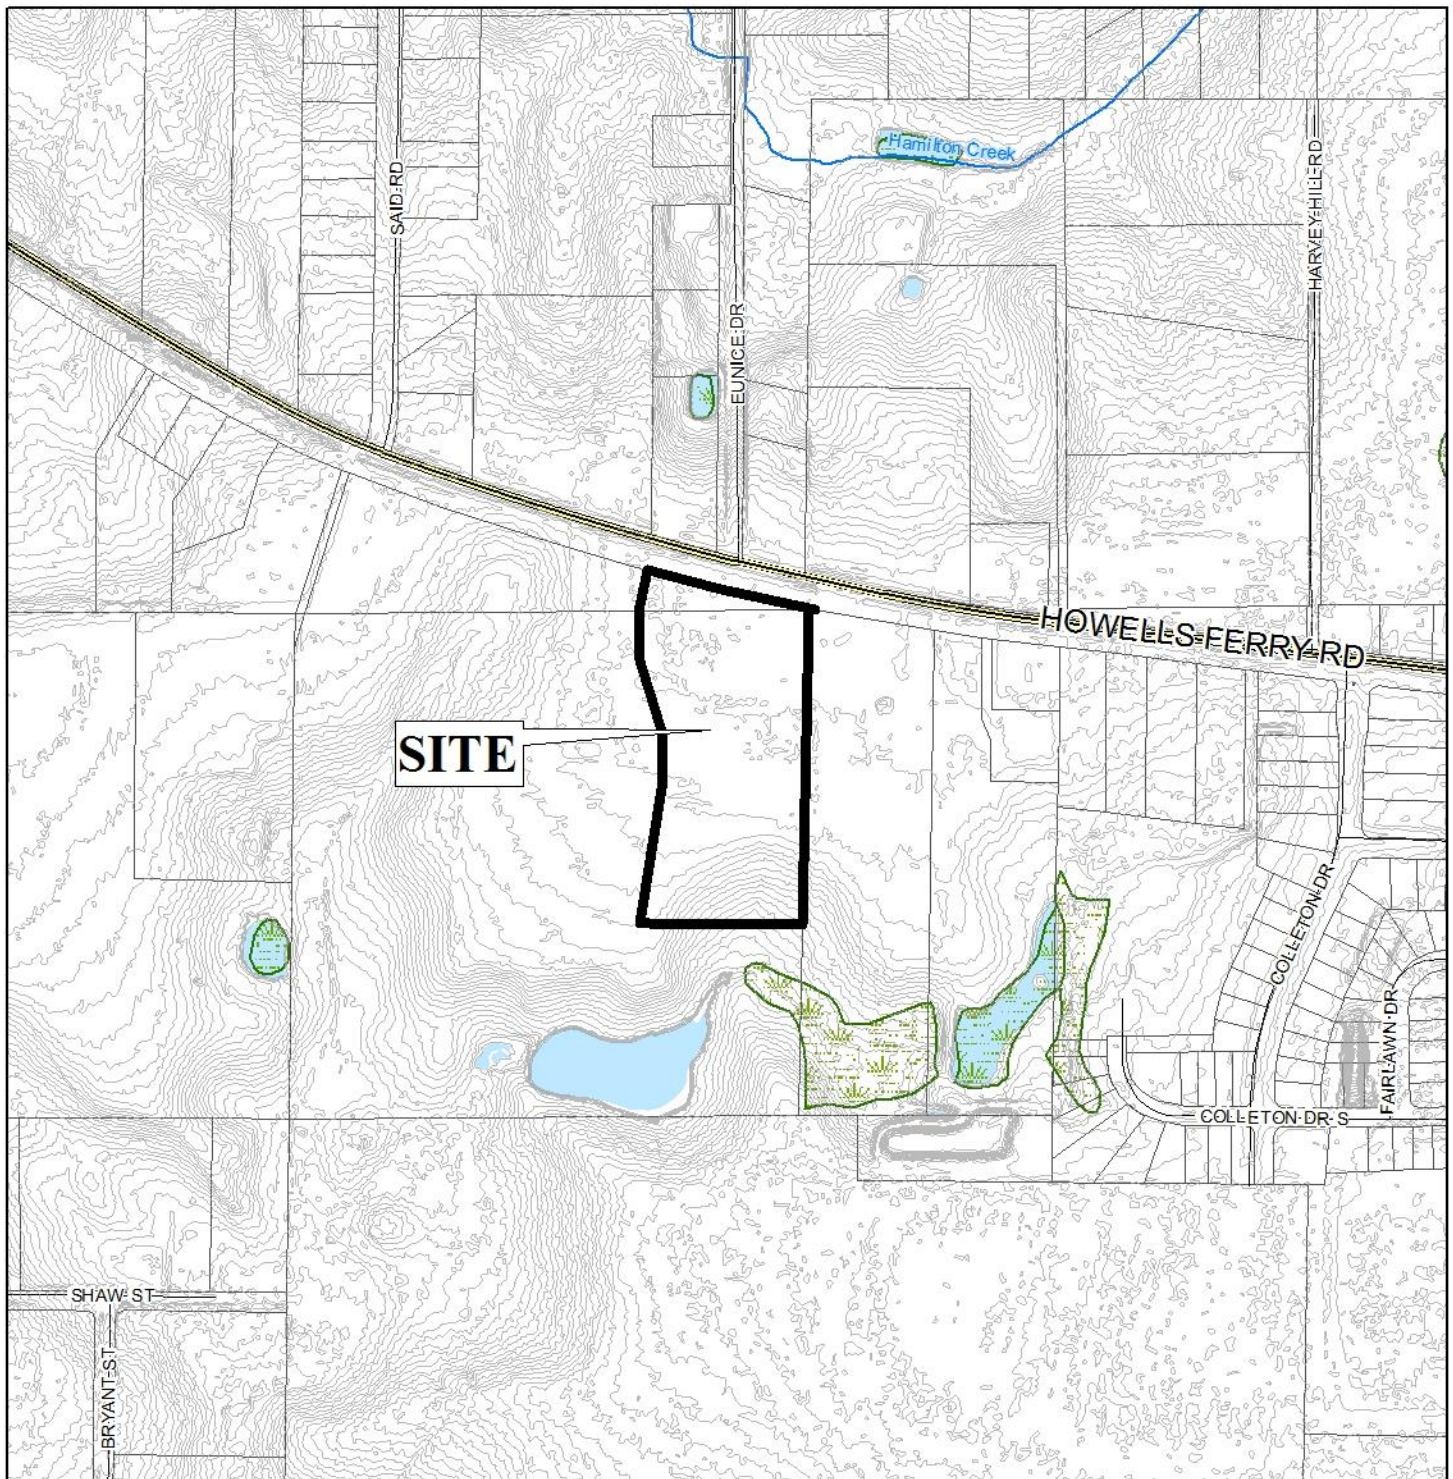 Hamilton Creek
SAID RD
HARVEY HILL RD
EUNICE DR
HOWELLS FERRY RD
SITE
COLLETON DR
FAIRLAWN DR
COLLETON DR S
SHAW ST
BRYANT ST